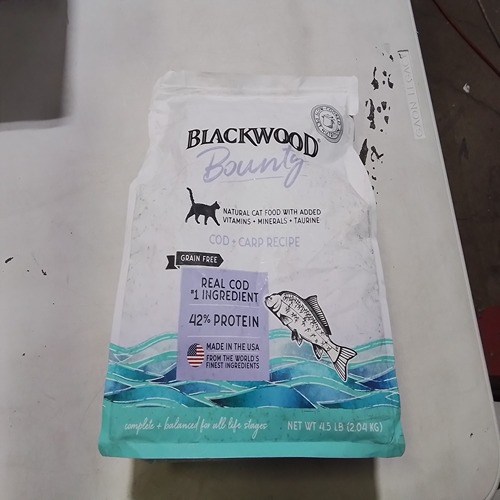 BLACKWOOD
Bounty
NATURAL CAT FOOD WITH ADDED
VITAMINS • MINERALS • TAURINE
COD + CARP RECIPE
GRAIN FREE
REAL COD
#1 INGREDIENT
42% PROTEIN
MADE IN THE USA
FROM THE WORLD'S
FINEST INGREDIENTS
complete + balanced for all life stages
NET WT 4.5 LB (2.04 KG)